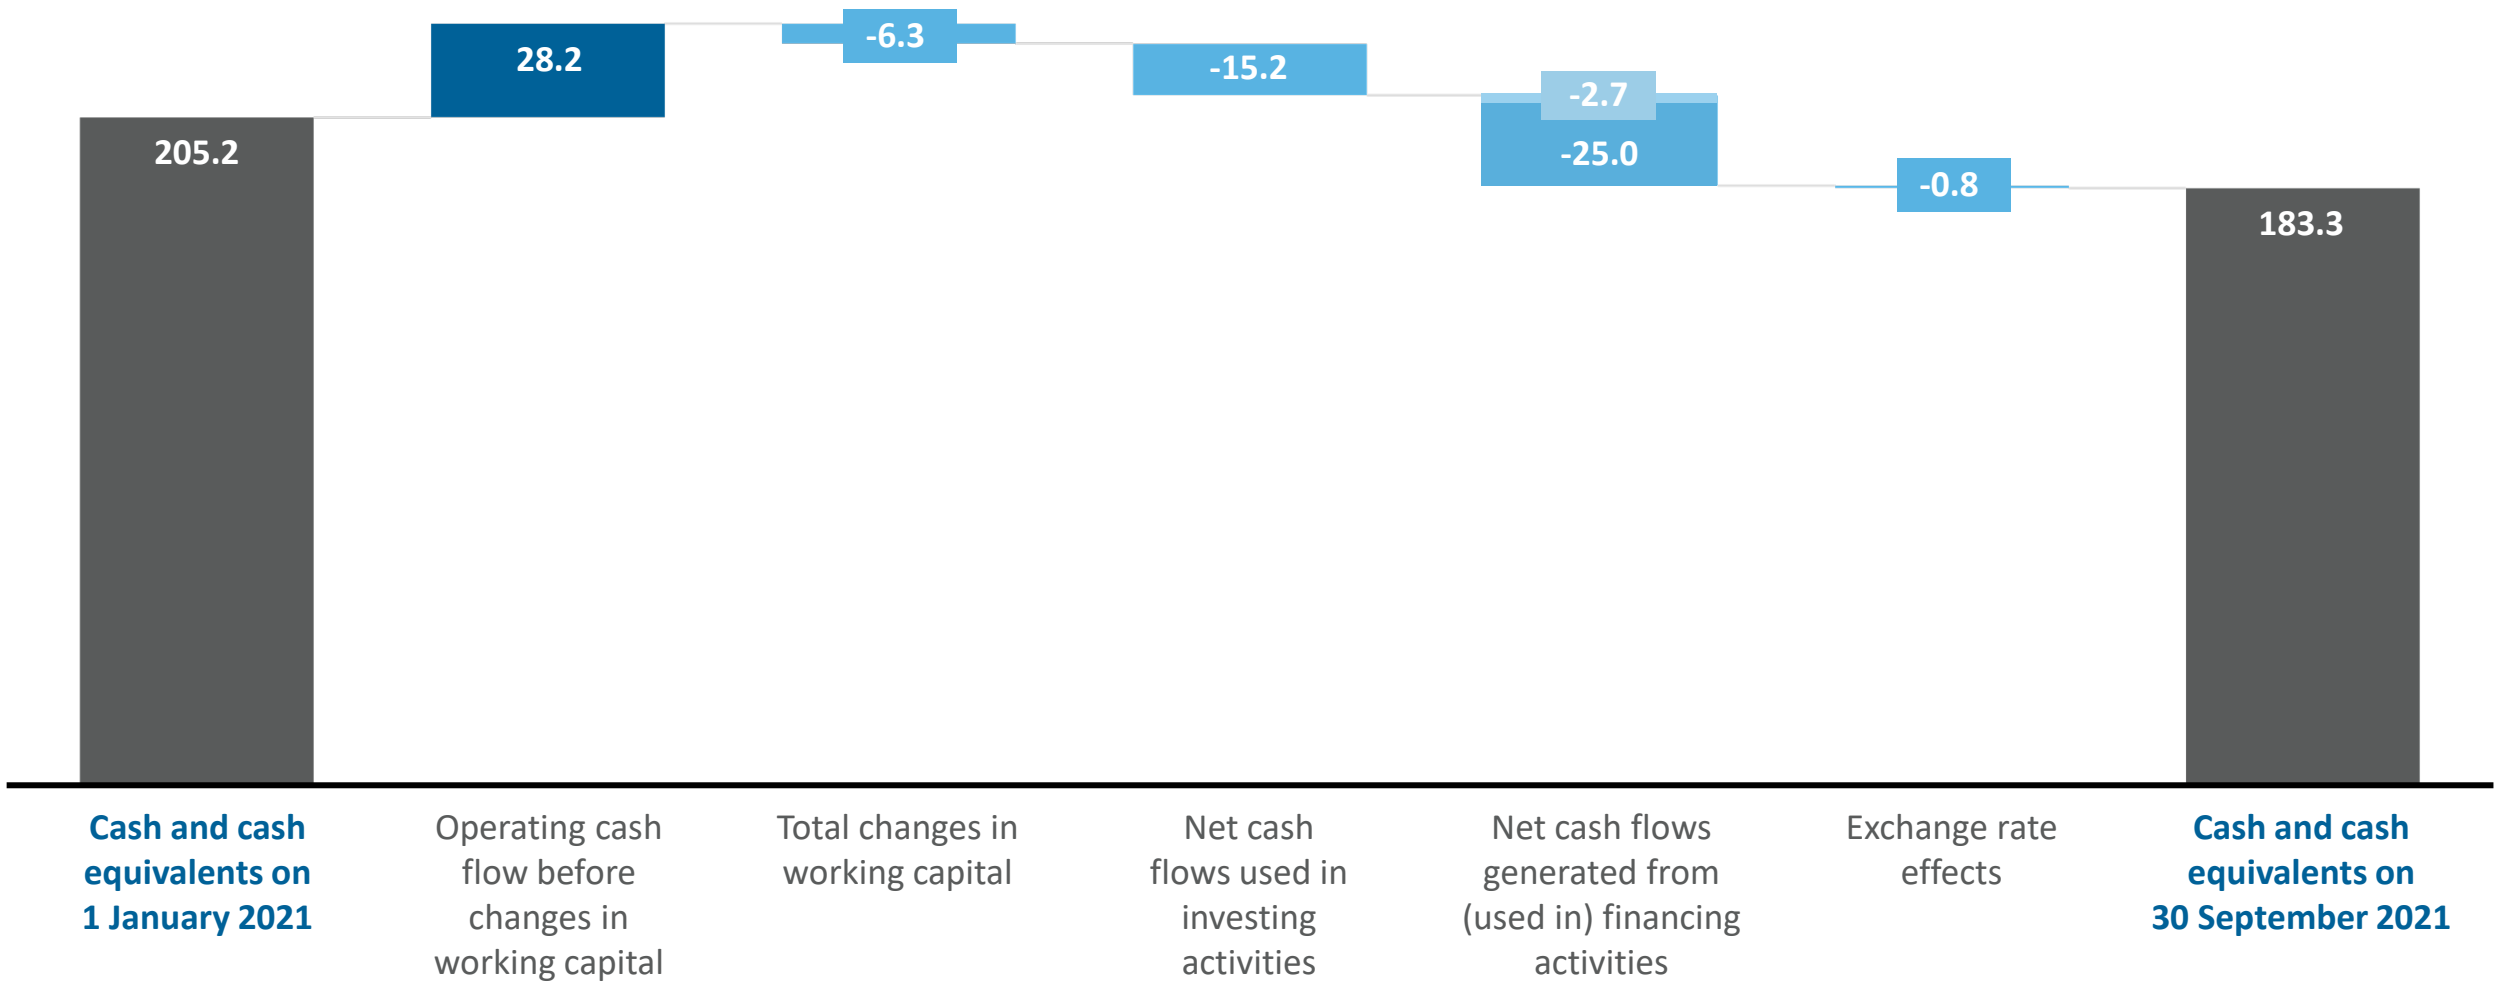 205.2
28.2
-6.3
-15.2
-2.7
-25.0
-0.8
183.3
Cash and cash
equivalents on
1 January 2021
Operating cash
flow before
changes in
working capital
Total changes in
working capital
Net cash
flows used in
investing
activities
Net cash flows
generated from
(used in) financing
activities
Exchange rate
effects
Cash and cash
equivalents on
30 September 2021